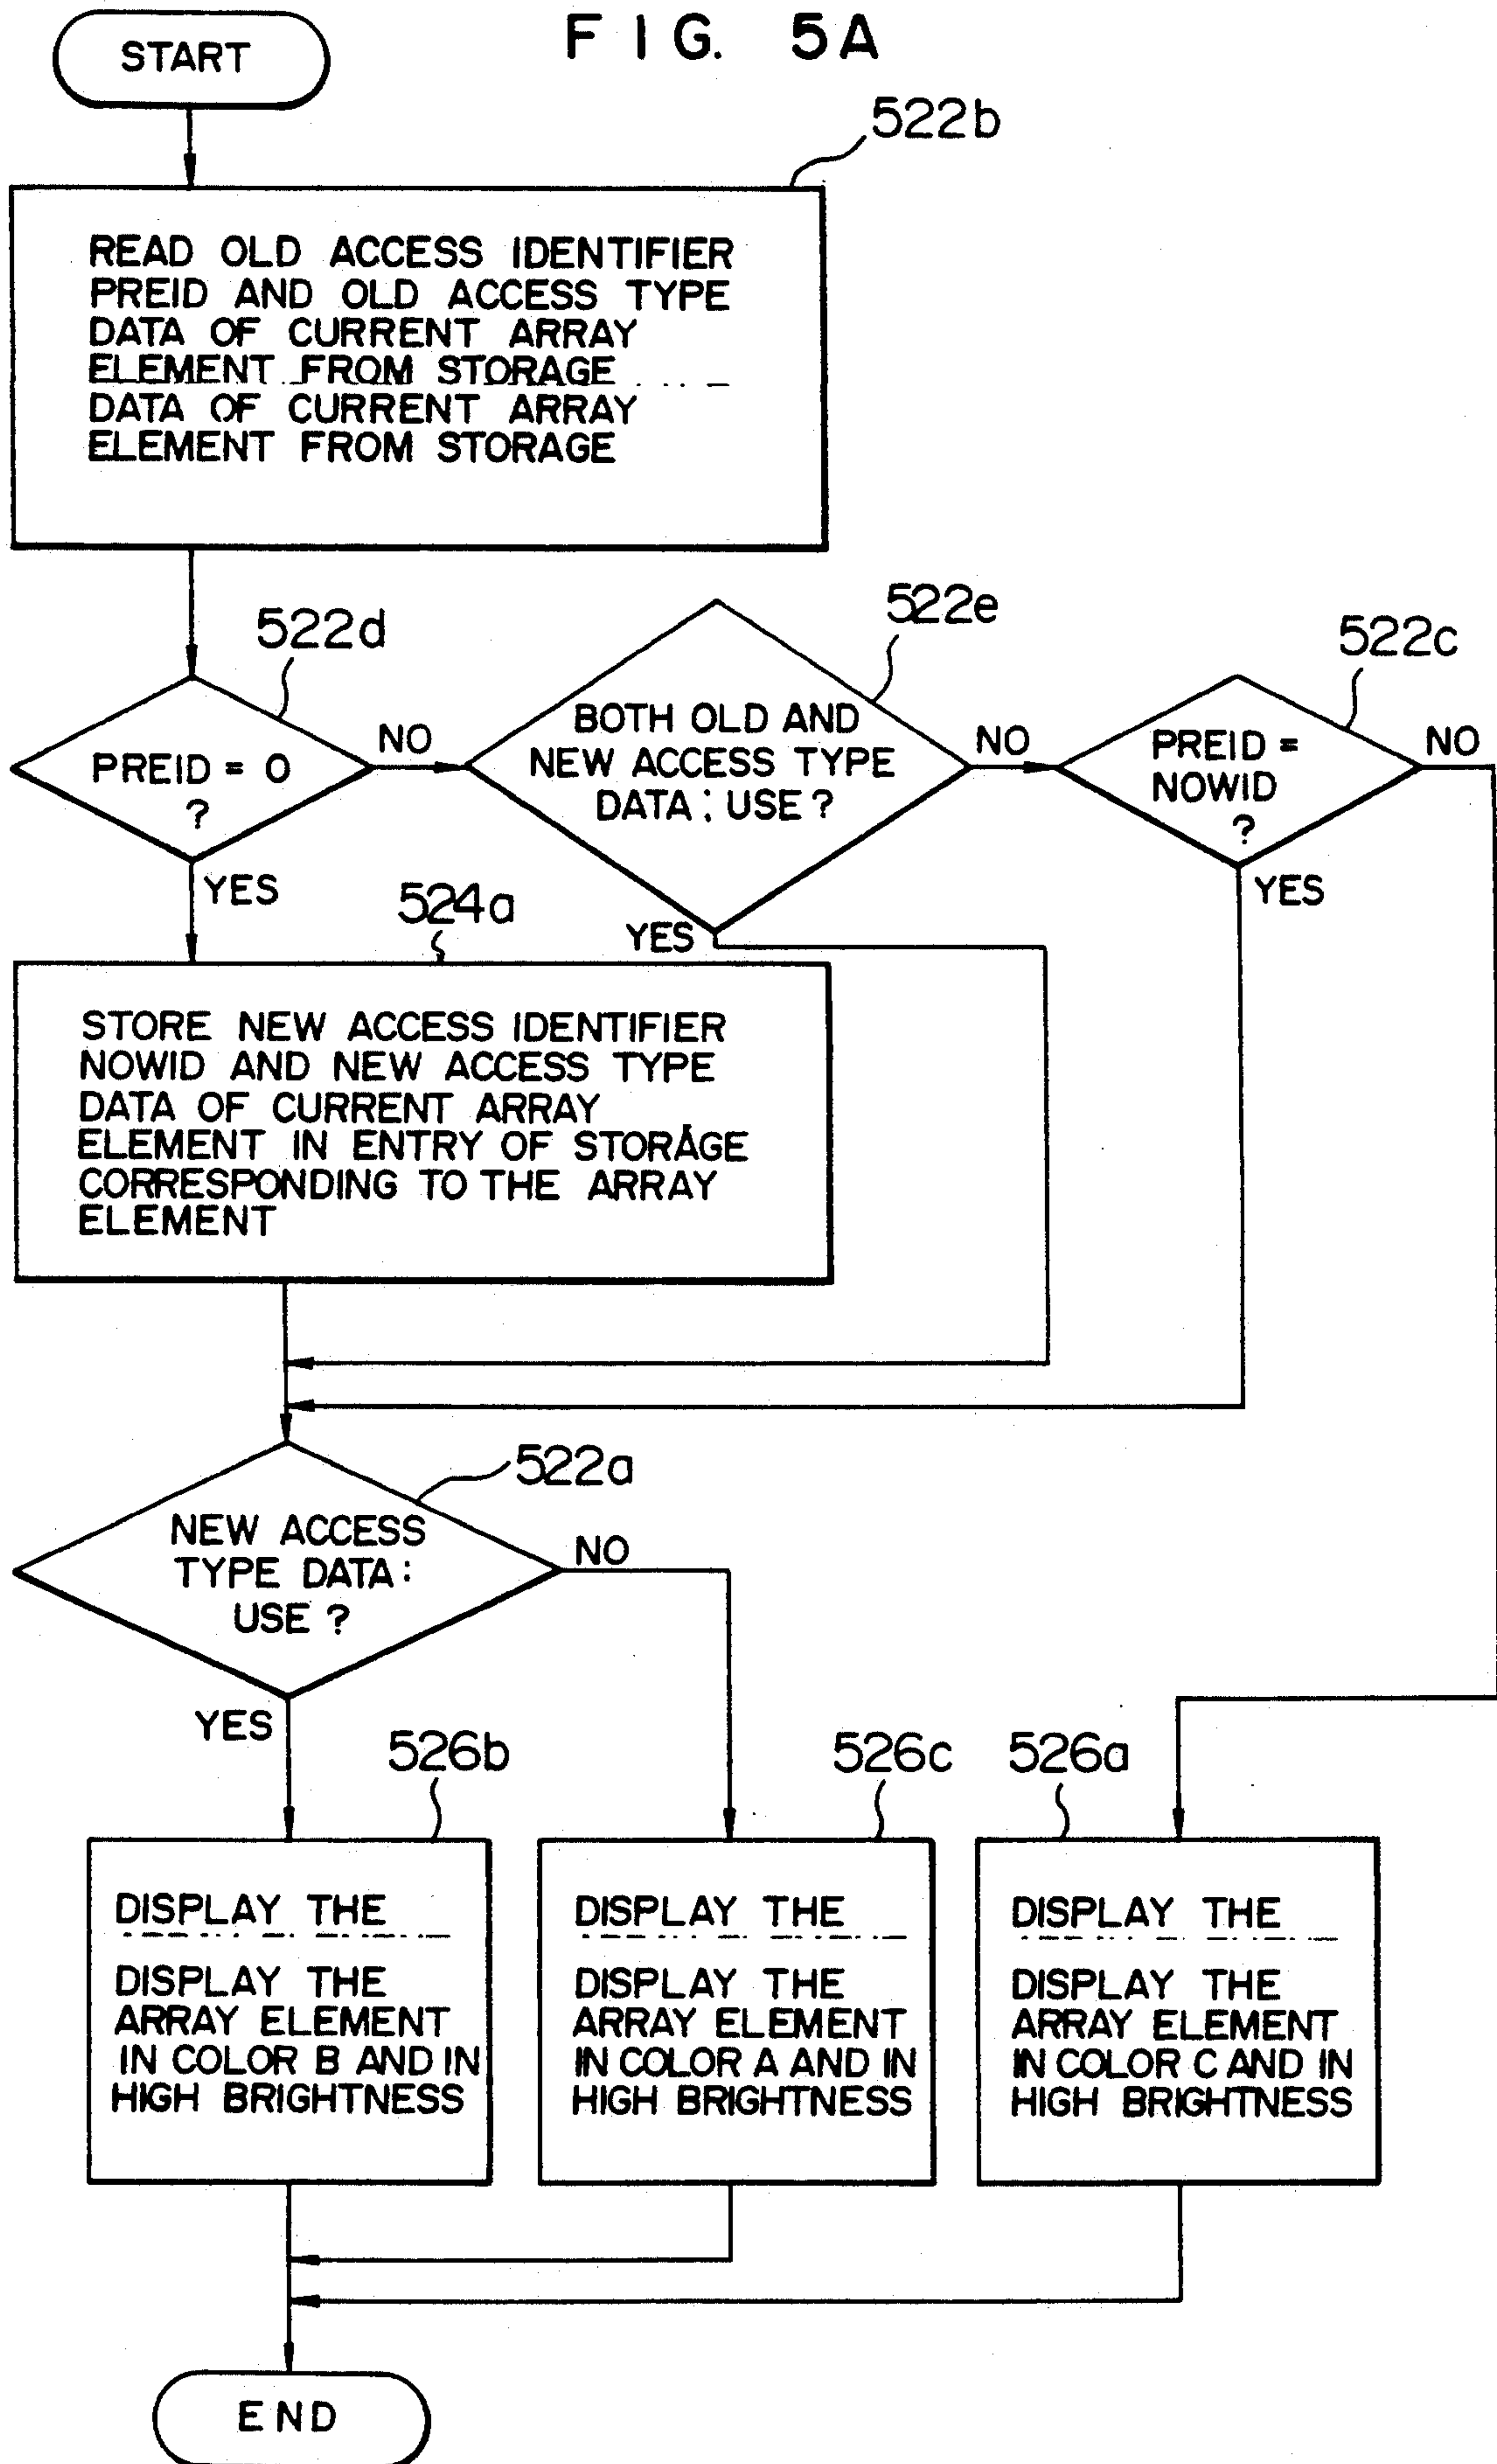 START
FIG. 5A
522b
READ OLD ACCESS IDENTIFIER
PREID AND OLD ACCESS TYPE
DATA OF CURRENT ARRAY
ELEMENT FROM STORAGE
DATA OF CURRENT ARRAY
ELEMENT FROM STORAGE
522d
522e
522c
PREID = 0
?
NO
BOTH OLD AND
NEW ACCESS TYPE
DATA : USE ?
NO
PREID =
NOWID
?
NO
YES
YES
YES
524a
STORE NEW ACCESS IDENTIFIER
NOWID AND NEW ACCESS TYPE
DATA OF CURRENT ARRAY
ELEMENT IN ENTRY OF STORAGE
CORRESPONDING TO THE ARRAY
ELEMENT
522a
NEW ACCESS
TYPE DATA :
USE ?
NO
YES
526b
526c
526a
DISPLAY THE
DISPLAY THE
ARRAY ELEMENT
IN COLOR B AND IN
HIGH BRIGHTNESS
DISPLAY THE
DISPLAY THE
ARRAY ELEMENT
IN COLOR A AND IN
HIGH BRIGHTNESS
DISPLAY THE
DISPLAY THE
ARRAY ELEMENT
IN COLOR C AND IN
HIGH BRIGHTNESS
END